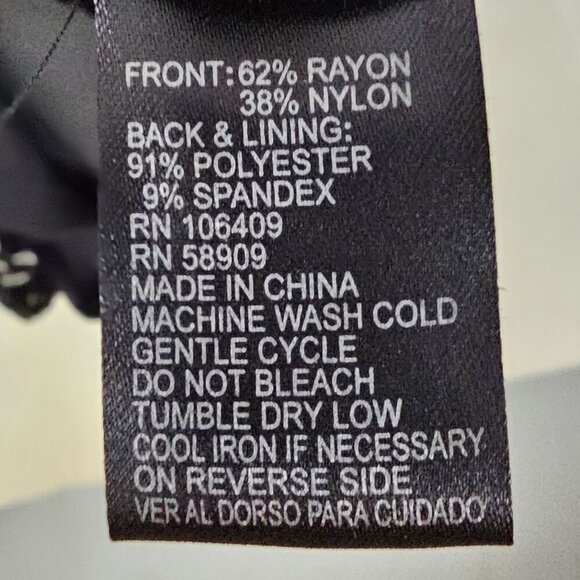 FRONT: 62% RAYON
38% NYLON
BACK & LINING:
91% POLYESTER
9% SPANDEX
RN 106409
RN 58909
MADE IN CHINA
MACHINE WASH COLD
GENTLE CYCLE
DO NOT BLEACH
TUMBLE DRY LOW
COOL IRON IF NECESSARY
ON REVERSE SIDE
VER AL DORSO PARA CUIDADO